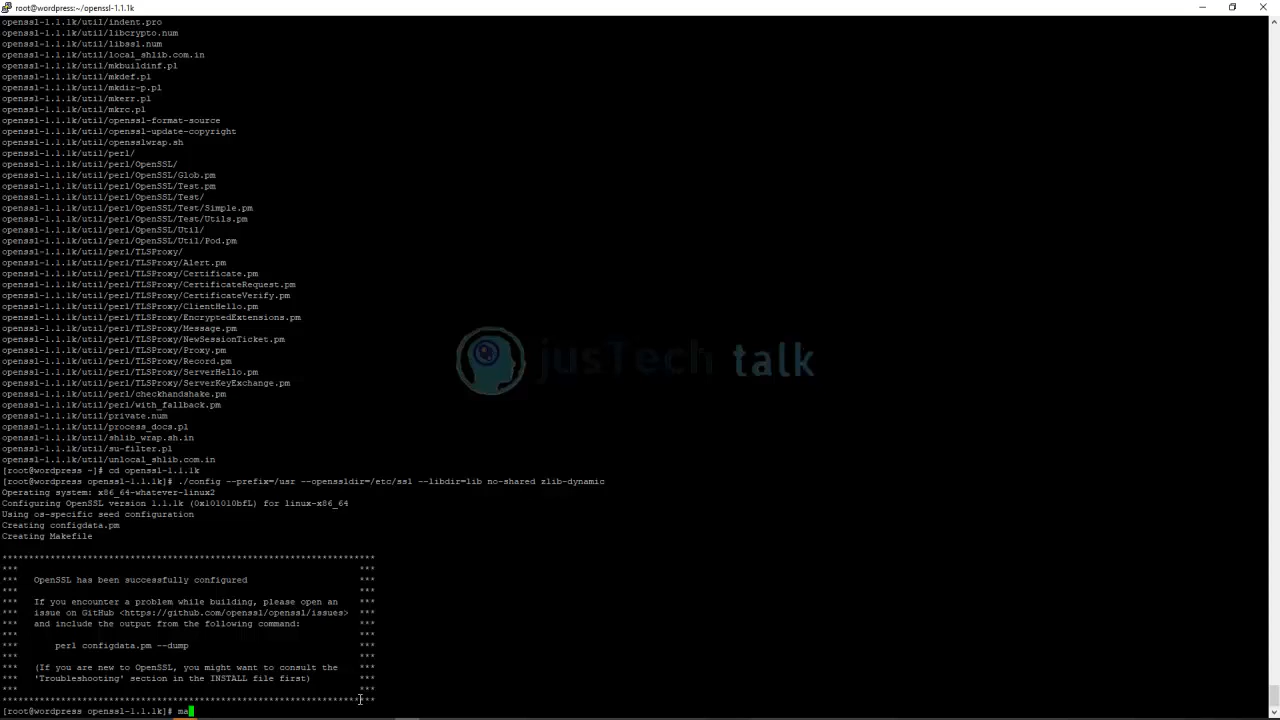 root@wordpress:~/openssl-1.1.1k
openssl-1.1.1k/util/indent.pro
openssl-1.1.1k/util/libcrypto.num
openssl-1.1.1k/util/libssl.num
openssl-1.1.1k/util/local_shlib.com.in
openssl-1.1.1k/util/mkbuildinf.pl
openssl-1.1.1k/util/mkdef.pl
openssl-1.1.1k/util/mkdir-p.pl
openssl-1.1.1k/util/mkerr.pl
openssl-1.1.1k/util/mkrc.pl
openssl-1.1.1k/util/openssl-format-source
openssl-1.1.1k/util/openssl-update-copyright
openssl-1.1.1k/util/opensslwrap.sh
openssl-1.1.1k/util/perl/
openssl-1.1.1k/util/perl/OpenSSL/
openssl-1.1.1k/util/perl/OpenSSL/Glob.pm
openssl-1.1.1k/util/perl/OpenSSL/Test.pm
openssl-1.1.1k/util/perl/OpenSSL/Test/
openssl-1.1.1k/util/perl/OpenSSL/Test/Simple.pm
openssl-1.1.1k/util/perl/OpenSSL/Test/Utils.pm
openssl-1.1.1k/util/perl/OpenSSL/Util/
openssl-1.1.1k/util/perl/OpenSSL/Util/Pod.pm
openssl-1.1.1k/util/perl/TLSProxy/
openssl-1.1.1k/util/perl/TLSProxy/Alert.pm
openssl-1.1.1k/util/perl/TLSProxy/Certificate.pm
openssl-1.1.1k/util/perl/TLSProxy/CertificateRequest.pm
openssl-1.1.1k/util/perl/TLSProxy/CertificateVerify.pm
openssl-1.1.1k/util/perl/TLSProxy/ClientHello.pm
openssl-1.1.1k/util/perl/TLSProxy/EncryptedExtensions.pm
openssl-1.1.1k/util/perl/TLSProxy/Message.pm
openssl-1.1.1k/util/perl/TLSProxy/NewSessionTicket.pm
openssl-1.1.1k/util/perl/TLSProxy/Proxy.pm
openssl-1.1.1k/util/perl/TLSProxy/Record.pm
openssl-1.1.1k/util/perl/TLSProxy/ServerHello.pm
openssl-1.1.1k/util/perl/TLSProxy/ServerKeyExchange.pm
openssl-1.1.1k/util/perl/checkhandshake.pm
openssl-1.1.1k/util/perl/with_fallback.pm
openssl-1.1.1k/util/private.num
openssl-1.1.1k/util/process_docs.pl
openssl-1.1.1k/util/shlib_wrap.sh.in
openssl-1.1.1k/util/su-filter.pl
openssl-1.1.1k/util/unlocal_shlib.com.in
jusTech talk
[root@wordpress ~]# cd openssl-1.1.1k
[root@wordpress openssl-1.1.1k]# ./config --prefix=/usr --openssldir=/etc/ssl --libdir=lib no-shared zlib-dynamic
Operating system: x86_64-whatever-linux2
Configuring OpenSSL version 1.1.1k (0x101010bfL) for linux-x86_64
Using os-specific seed configuration
Creating configdata.pm
Creating Makefile
**********************************************************************
***                                                                ***
***   OpenSSL has been successfully configured                     ***
***                                                                ***
***   If you encounter a problem while building, please open an    ***
***   issue on GitHub <https://github.com/openssl/openssl/issues>  ***
***   and include the output from the following command:           ***
***                                                                ***
***       perl configdata.pm --dump                                ***
***                                                                ***
***   (If you are new to OpenSSL, you might want to consult the    ***
***   'Troubleshooting' section in the INSTALL file first)         ***
***                                                                ***
**********************************************************************
[root@wordpress openssl-1.1.1k]# ma